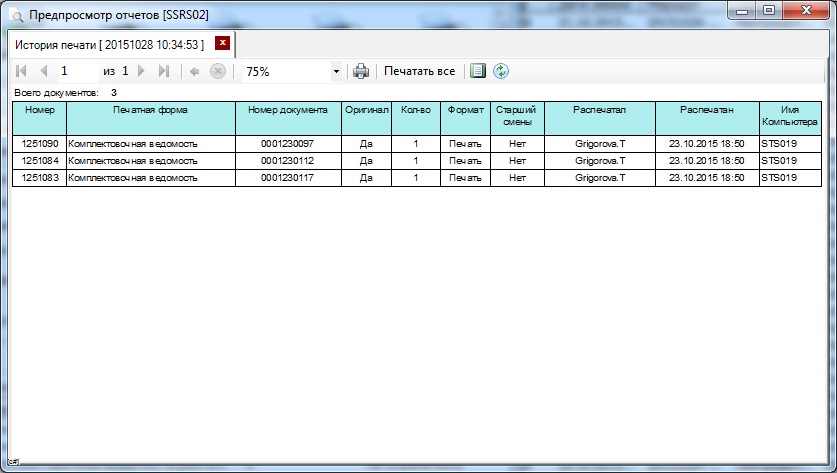 Предпросмотр отчетов [SSRS02]
История печати [ 20151028 10:34:53 ] x
1 из 1 75% Печатать все
Всего документов: 3
Номер Печатная форма Номер документа Оригинал Кол-во Формат Старший смены Распечатал Распечатан Имя Компьютера
1251090 Комплектовочная ведомость 0001230097 Да 1 Печать Нет Grigorova.T 23.10.2015 18:50 STS019
1251084 Комплектовочная ведомость 0001230112 Да 1 Печать Нет Grigorova.T 23.10.2015 18:50 STS019
1251083 Комплектовочная ведомость 0001230117 Да 1 Печать Нет Grigorova.T 23.10.2015 18:50 STS019
[c#]